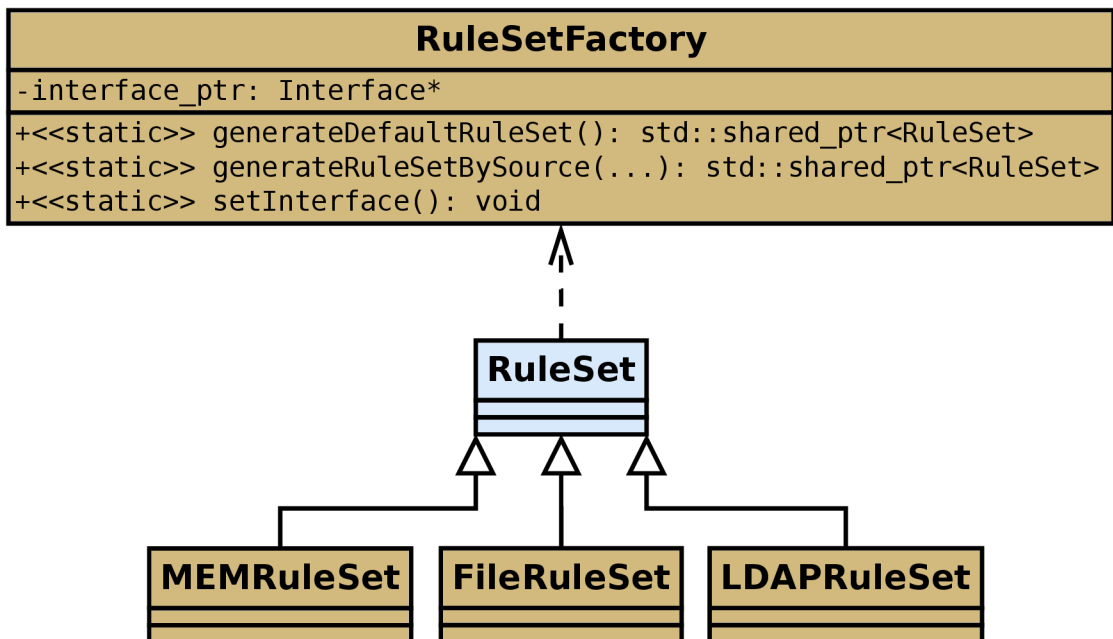 RuleSetFactory
-interface_ptr: Interface*
+<<static>> generateDefaultRuleSet(): std::shared_ptr<RuleSet>
+<<static>> generateRuleSetBySource(...): std::shared_ptr<RuleSet>
+<<static>> setInterface(): void
RuleSet
MEMRuleSet
FileRuleSet
LDAPRuleSet